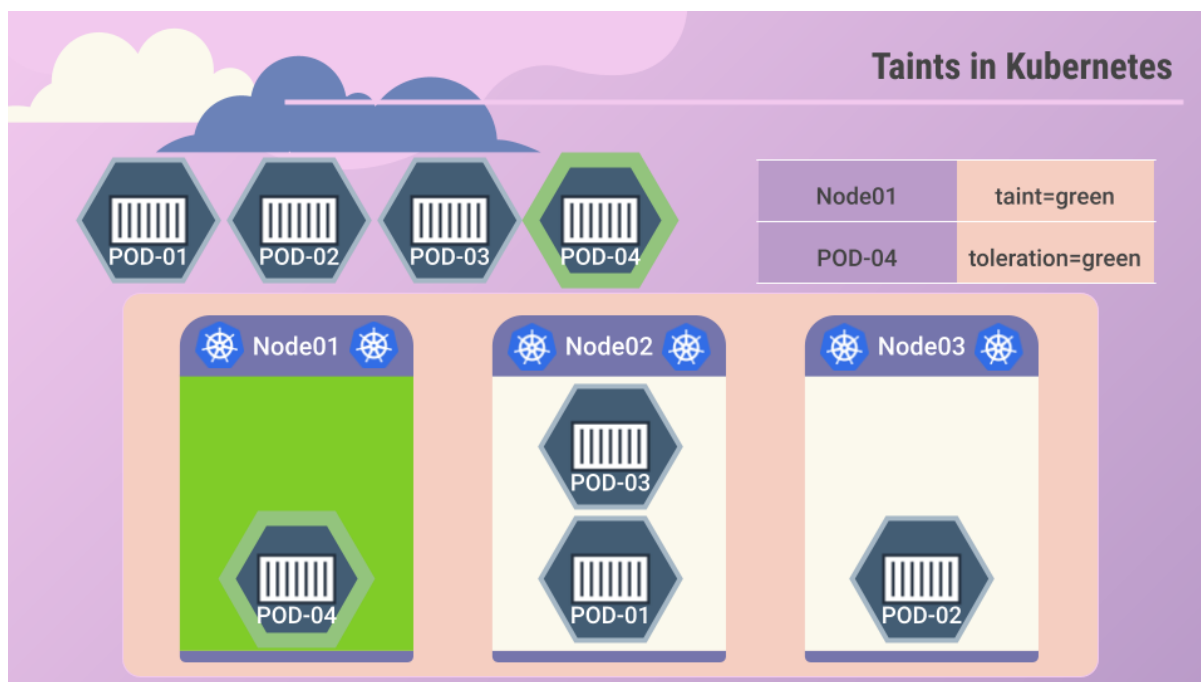 Taints in Kubernetes
POD-01 POD-02 POD-03 POD-04
Node01 taint=green
POD-04 toleration=green
Node01 Node02 Node03
POD-03
POD-04 POD-01 POD-02